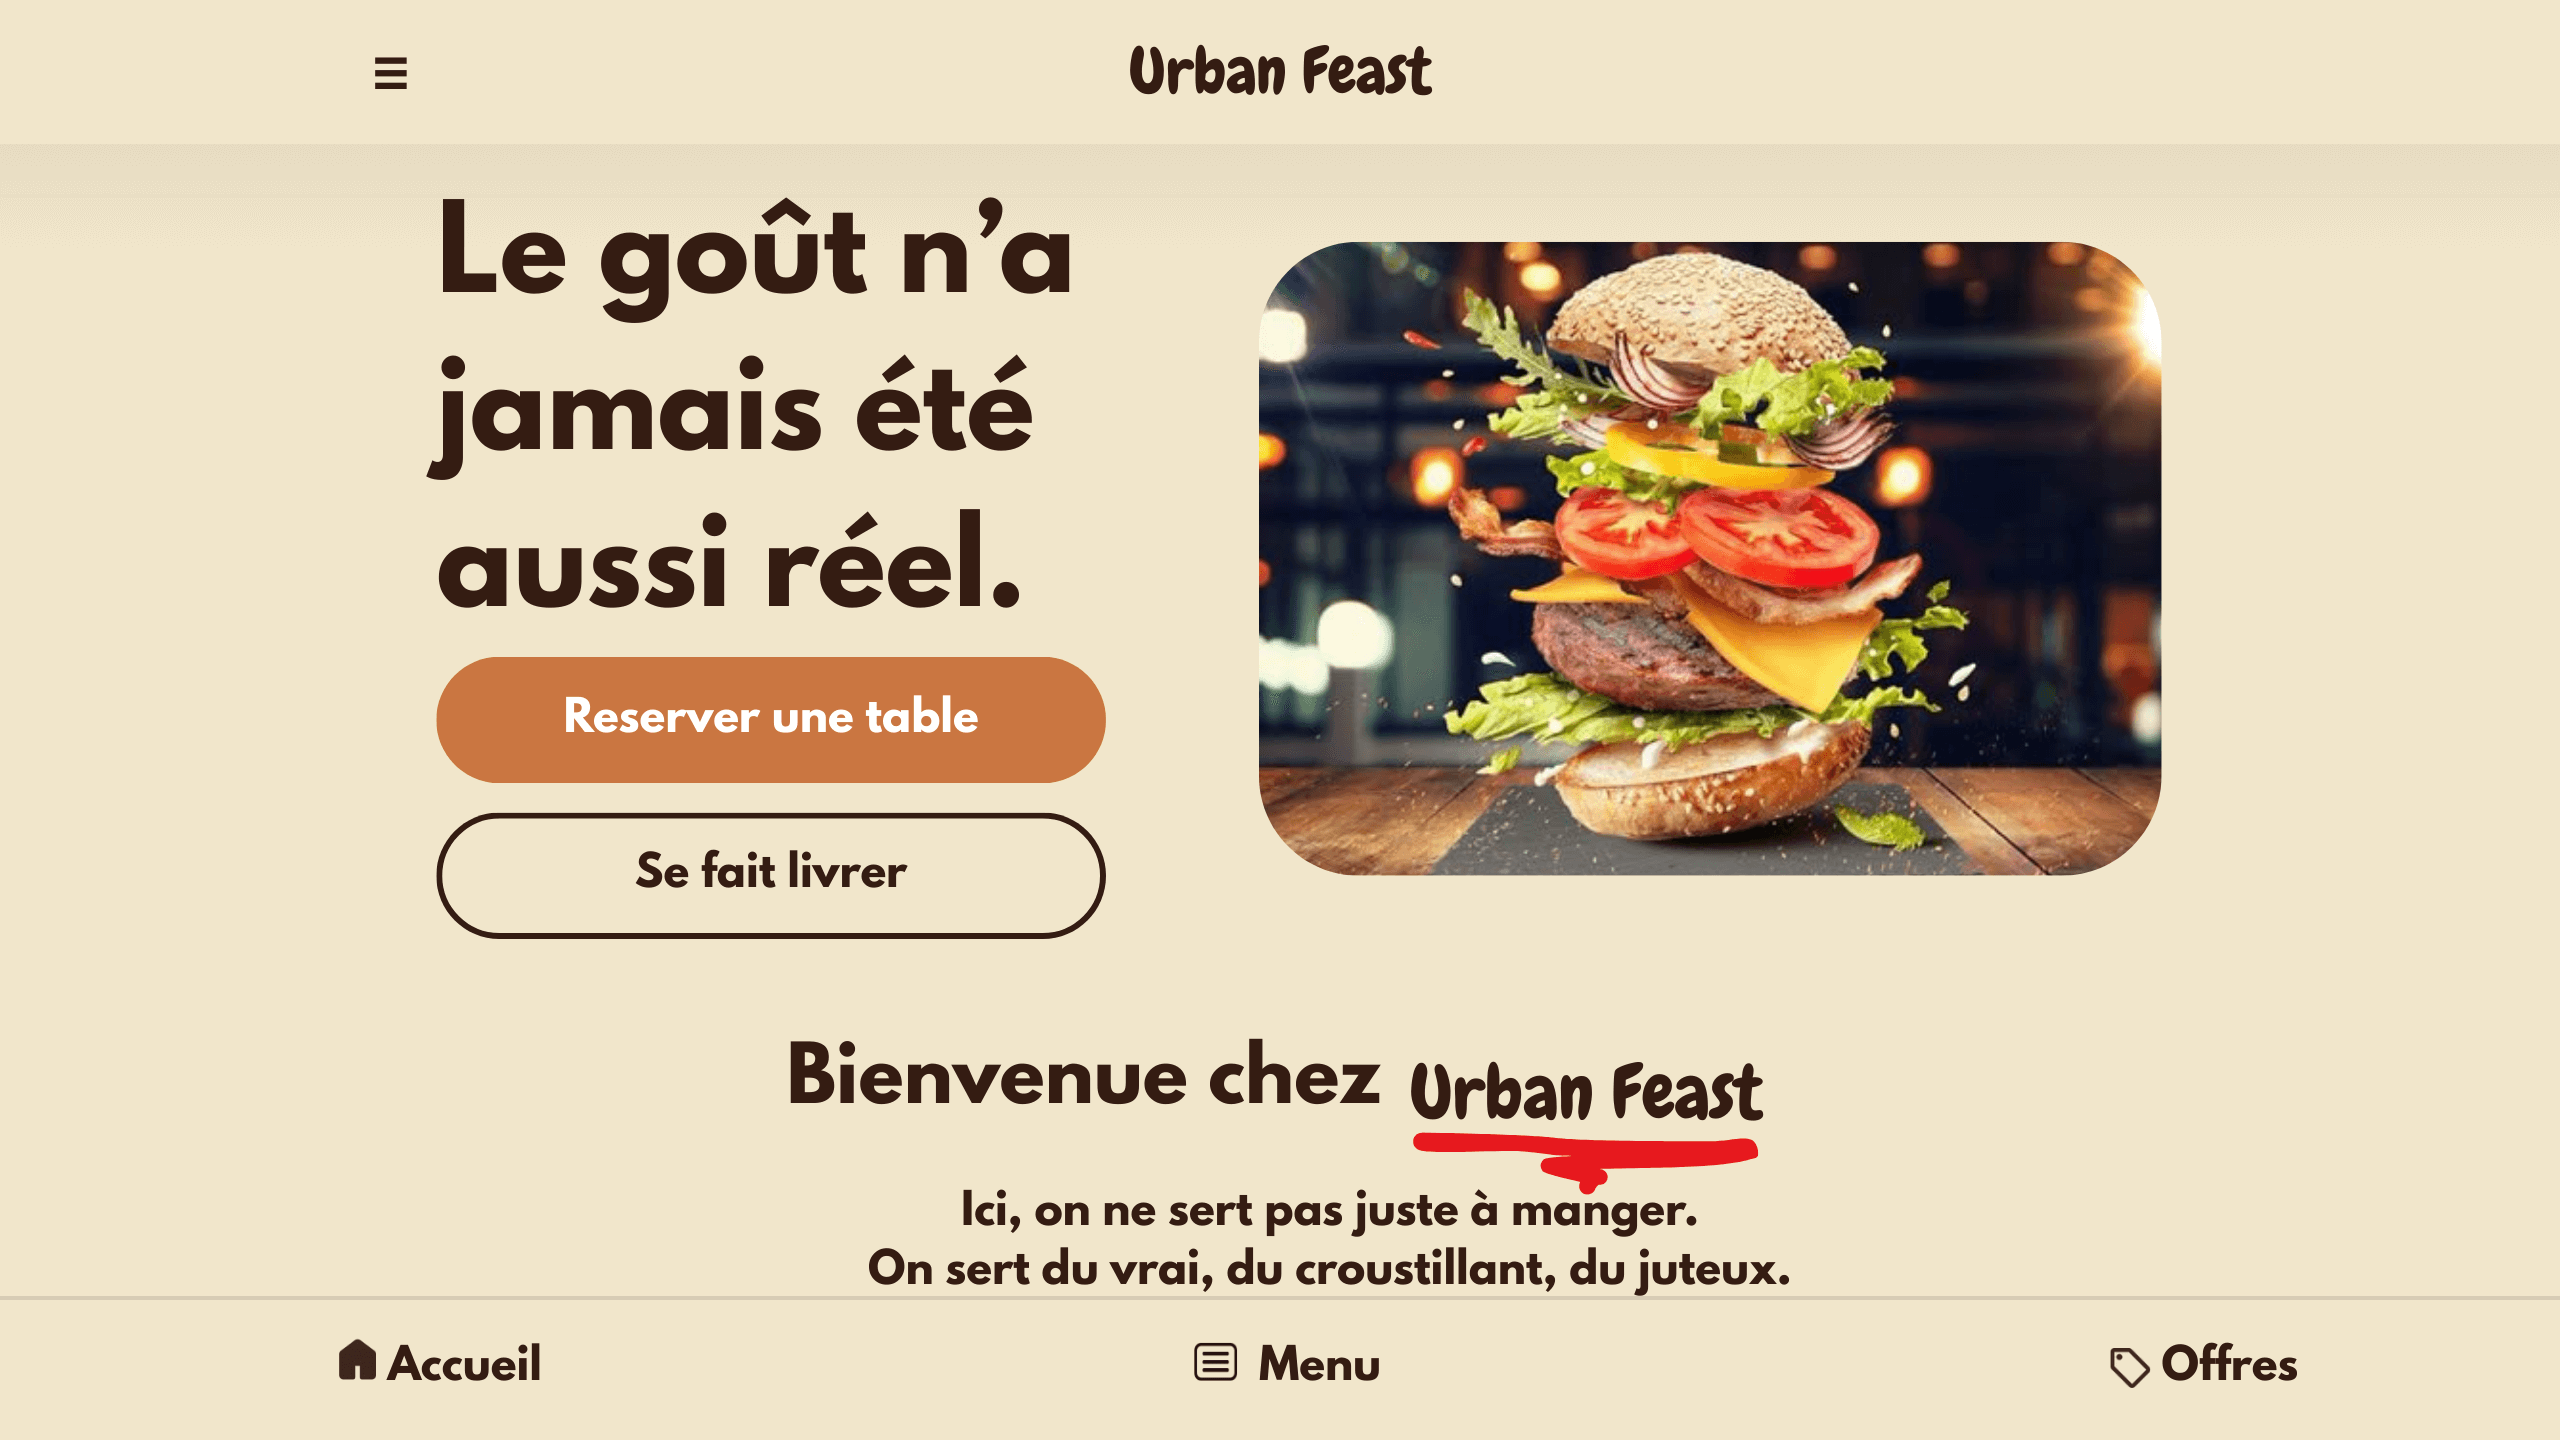 Urban Feast
Le goût n’a
jamais été
aussi réel.
Reserver une table
Se fait livrer
Bienvenue chez Urban Feast
Ici, on ne sert pas juste à manger.
On sert du vrai, du croustillant, du juteux.
Accueil
Menu
Offres